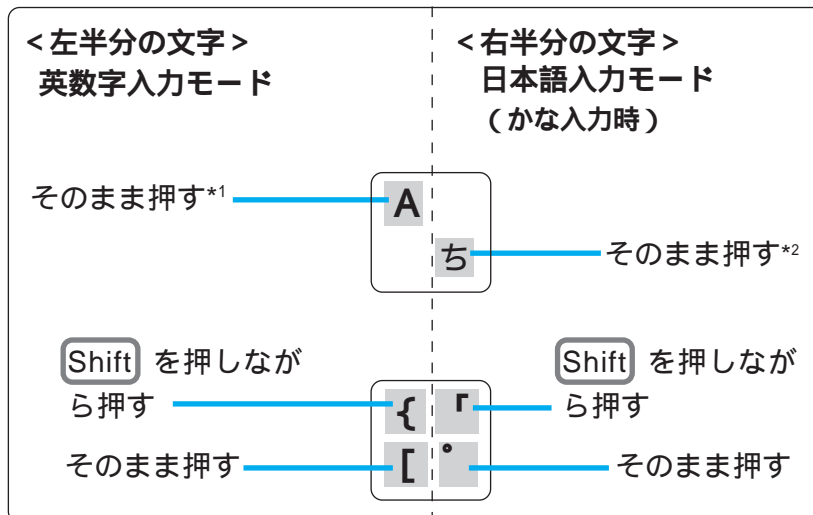 <左半分の文字>
英数字入力モード
<右半分の文字>
日本語入力モード
(かな入力時)
そのまま押す*1
A
ち
そのまま押す*2
Shift を押しなが
ら押す
Shift を押しなが
ら押す
{ 「
[ ゜
そのまま押す
そのまま押す